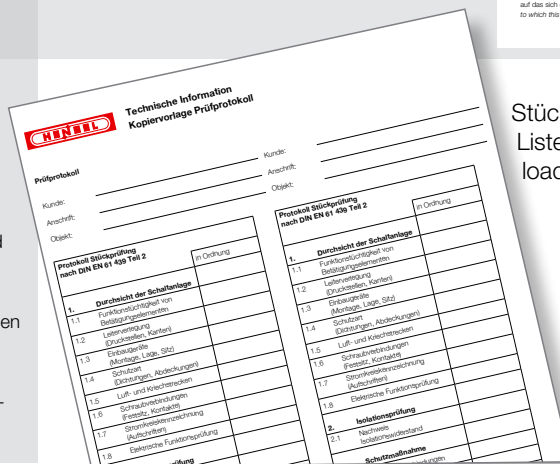 auf das sich
to which this
HENSEL
Technische Information
Kopiervorlage Prüfprotokoll
Prüfprotokoll
Kunde:
Anschrift:
Objekt:
Kunde:
Anschrift:
Objekt:
Protokoll Stückprüfung
nach DIN EN 61 439 Teil 2
in Ordnung
1. Durchsicht der Schaltanlage
1.1 Funktionstüchtigkeit von
Betätigungselementen
1.2 Leiterverlegung
(Druckstellen, Kanten)
1.3 Einbaugeräte
(Montage, Lage, Sitz)
1.4 Schutzart
(Dichtungen, Abdeckungen)
1.5 Luft- und Kriechstrecken
1.6 Schraubverbindungen
(Festsitz, Kontakte)
1.7 Stromkreiskennzeichnung
(Aufschriften)
1.8 Elektrische Funktionsprüfung
Protokoll Stückprüfung
nach DIN EN 61 439 Teil 2
in Ordnung
1. Durchsicht der Schaltanlage
1.1 Funktionstüchtigkeit von
Betätigungselementen
1.2 Leiterverlegung
(Druckstellen, Kanten)
1.3 Einbaugeräte
(Montage, Lage, Sitz)
1.4 Schutzart
(Dichtungen, Abdeckungen)
1.5 Luft- und Kriechstrecken
1.6 Schraubverbindungen
(Festsitz, Kontakte)
1.7 Stromkreiskennzeichnung
(Aufschriften)
1.8 Elektrische Funktionsprüfung
2. Isolationsprüfung
2.1 Nachweis
Isolationswiderstand
Schutzmaßnahme
Stüc
Liste
load
en